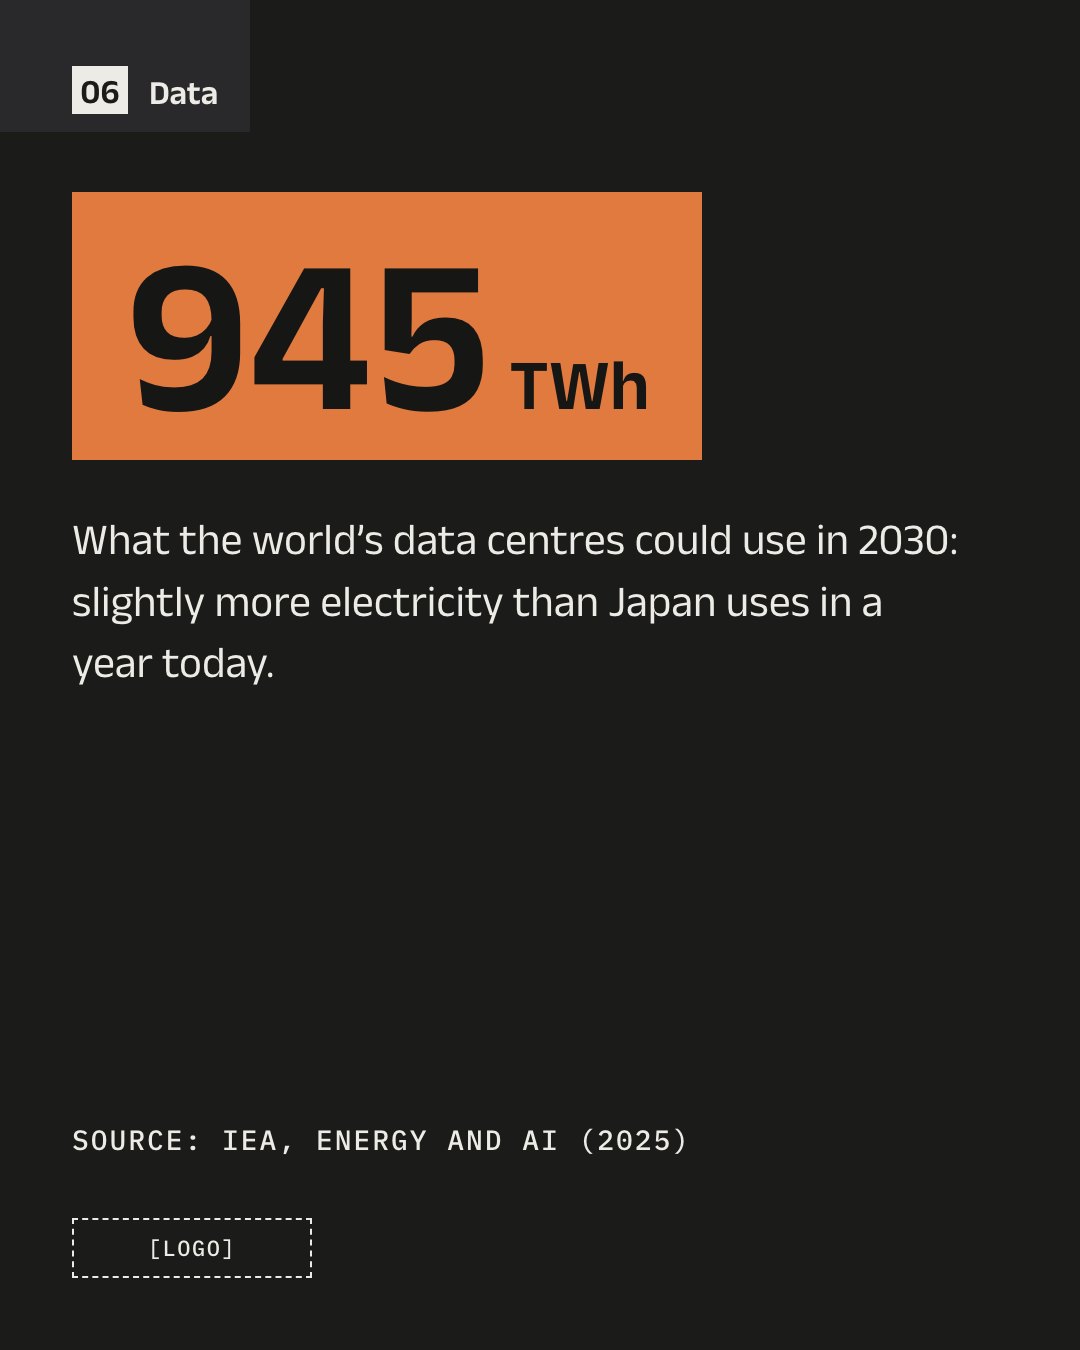 06 Data
945 TWh
What the world’s data centres could use in 2030:
slightly more electricity than Japan uses in a
year today.
SOURCE: IEA, ENERGY AND AI (2025)
[LOGO]